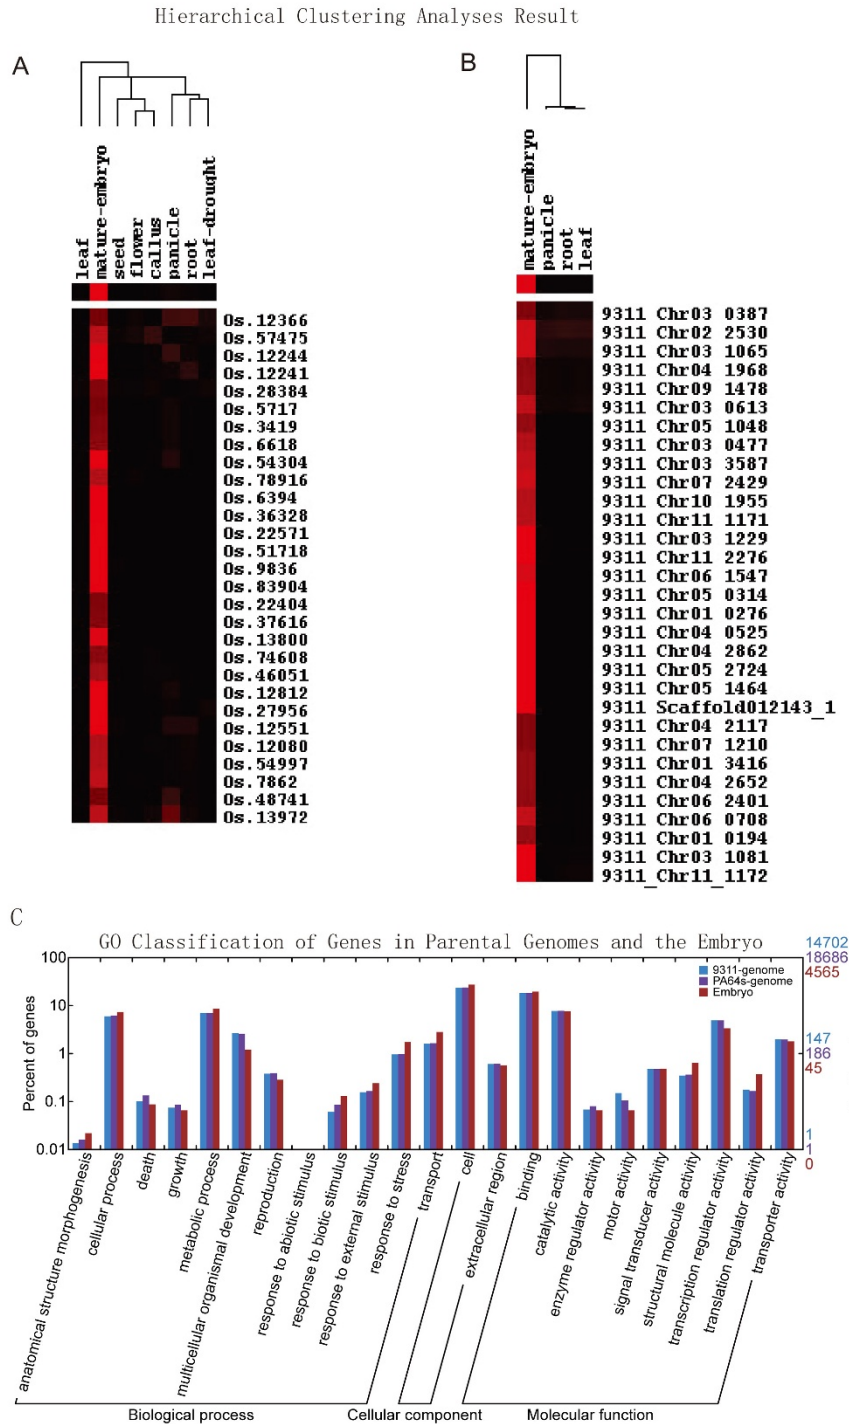 Hierarchical Clustering Analyses Result
A
B
leaf
mature-embryo
seed
flower
callus
panicle
root
leaf-drought
mature-embryo
panicle
root
leaf
Os.12366
Os.57475
Os.12244
Os.12241
Os.28384
Os.5717
Os.3419
Os.6618
Os.54304
Os.78916
Os.6394
Os.36328
Os.22571
Os.51718
Os.9836
Os.83904
Os.22404
Os.37616
Os.13800
Os.74608
Os.46051
Os.12812
Os.27956
Os.12551
Os.12080
Os.54997
Os.7862
Os.48741
Os.13972
9311 Chr03 0387
9311 Chr02 2530
9311 Chr03 1065
9311 Chr04 1968
9311 Chr09 1478
9311 Chr03 0613
9311 Chr05 1048
9311 Chr03 0477
9311 Chr03 3587
9311 Chr07 2429
9311 Chr10 1955
9311 Chr11 1171
9311 Chr03 1229
9311 Chr11 2276
9311 Chr06 1547
9311 Chr05 0314
9311 Chr01 0276
9311 Chr04 0525
9311 Chr04 2862
9311 Chr05 2724
9311 Chr05 1464
9311 Scaffold012143_1
9311 Chr04 2117
9311 Chr07 1210
9311 Chr01 3416
9311 Chr04 2652
9311 Chr06 2401
9311 Chr06 0708
9311 Chr01 0194
9311 Chr03 1081
9311_Chr11_1172
C
GO Classification of Genes in Parental Genomes and the Embryo
Percent of genes
100
10
1
0.1
0.01
9311-genome
PA64s-genome
Embryo
14702
18686
4565
147
186
45
1
1
0
anatomical structure morphogenesis
cellular process
death
growth
metabolic process
multicellular organismal development
reproduction
response to abiotic stimulus
response to biotic stimulus
response to external stimulus
response to stress
transport
cell
extracellular region
binding
catalytic activity
enzyme regulator activity
motor activity
signal transducer activity
structural molecule activity
transcription regulator activity
translation regulator activity
transporter activity
Biological process
Cellular component
Molecular function